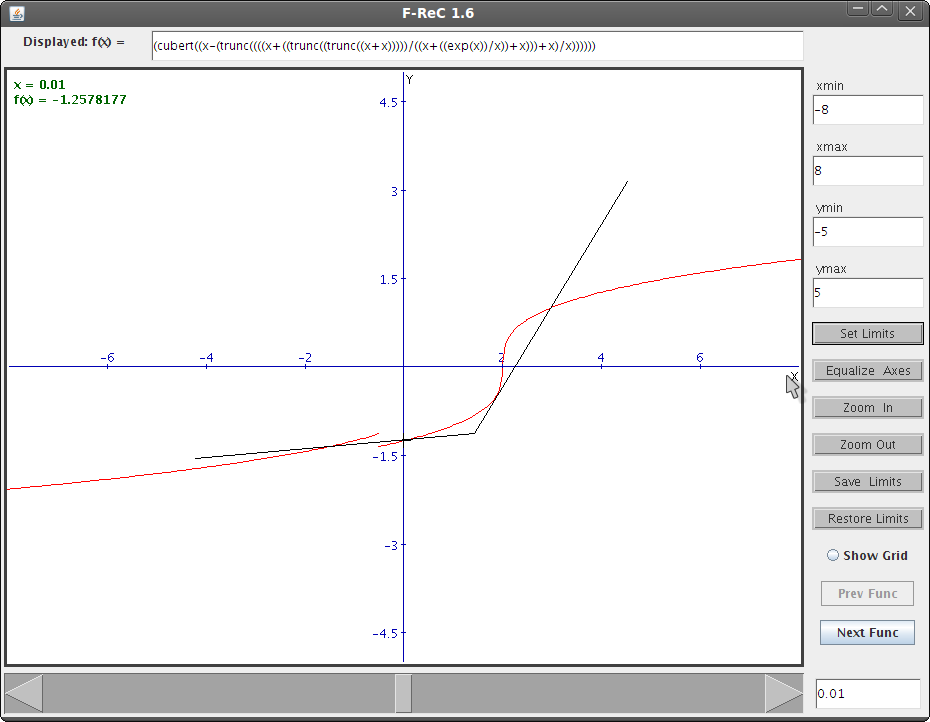 F-ReC 1.6
Displayed: f(x) =
(cubert((x-(trunc((((x+((trunc((trunc((x+x)))))/((x+((exp(x))/x))+x)))+x)/x))))))
x = 0.01
f(x) = -1.2578177
Y
4.5
3
1.5
-6
-4
-2
2
4
6
X
-1.5
-3
-4.5
xmin
-8
xmax
8
ymin
-5
ymax
5
Set Limits
Equalize Axes
Zoom In
Zoom Out
Save Limits
Restore Limits
Show Grid
Prev Func
Next Func
0.01